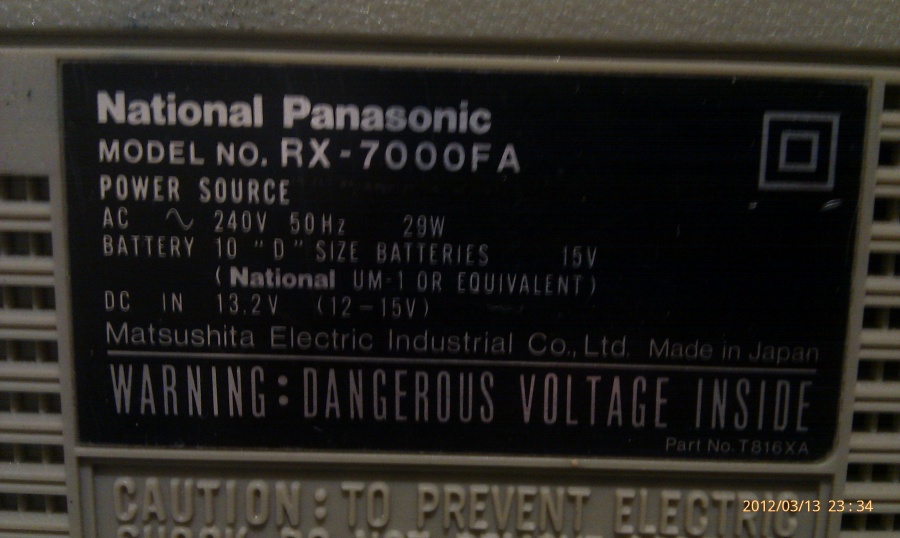 National Panasonic
MODEL NO. RX-7000FA
POWER SOURCE
AC ∿ 240V 50Hz 29W
BATTERY 10 "D" SIZE BATTERIES 15V
(National UM-1 OR EQUIVALENT)
DC IN 13.2V (12-15V)
Matsushita Electric Industrial Co., Ltd. Made in Japan
WARNING: DANGEROUS VOLTAGE INSIDE
Part No. T816XA
CAUTION: TO PREVENT ELECTRIC
2012/03/13 23:34